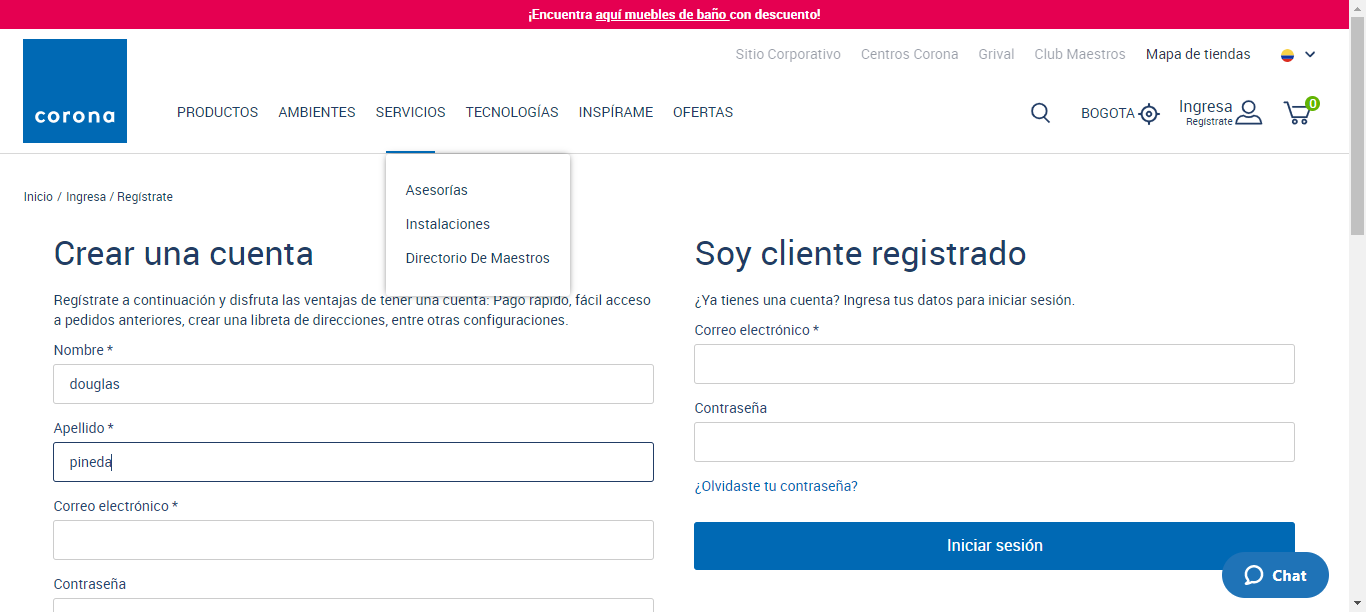 ¡Encuentra aquí muebles de baño con descuento!
Sitio Corporativo Centros Corona Grival Club Maestros Mapa de tiendas
corona
PRODUCTOS AMBIENTES SERVICIOS TECNOLOGÍAS INSPÍRAME OFERTAS
BOGOTA
Ingresa
Regístrate
0
Asesorías
Instalaciones
Directorio De Maestros
Inicio / Ingresa / Regístrate
Crear una cuenta
Regístrate a continuación y disfruta las ventajas de tener una cuenta: Pago rápido, fácil acceso
a pedidos anteriores, crear una libreta de direcciones, entre otras configuraciones.
Nombre *
douglas
Apellido *
pineda
Correo electrónico *
Contraseña
Soy cliente registrado
¿Ya tienes una cuenta? Ingresa tus datos para iniciar sesión.
Correo electrónico *
Contraseña
¿Olvidaste tu contraseña?
Iniciar sesión
Chat